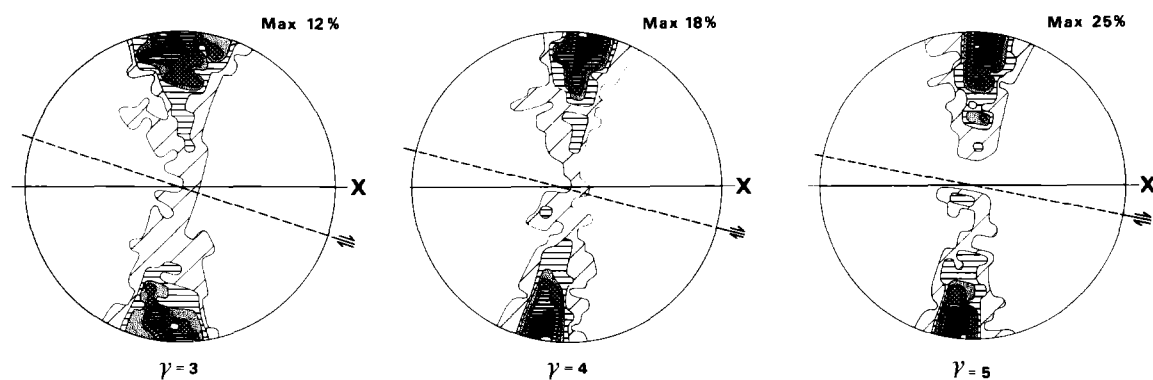 Max 12%
Max 18%
Max 25%
X
X
X
γ = 3
γ = 4
γ = 5